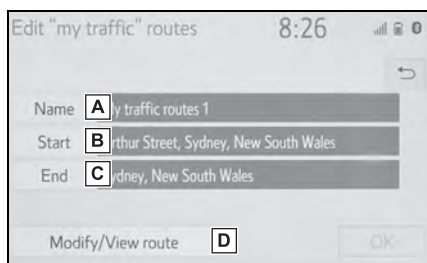 Edit "my traffic" routes 8:26
Name A y traffic routes 1
Start B rthur Street, Sydney, New South Wales
End C ydney, New South Wales
Modify/View route D OK